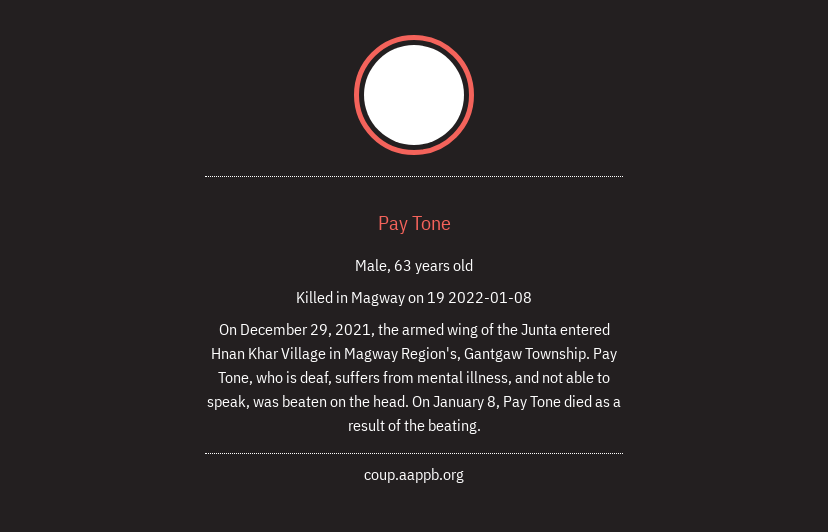 Pay Tone
Male, 63 years old
Killed in Magway on 19 2022-01-08
On December 29, 2021, the armed wing of the Junta entered
Hnan Khar Village in Magway Region's, Gantgaw Township. Pay
Tone, who is deaf, suffers from mental illness, and not able to
speak, was beaten on the head. On January 8, Pay Tone died as a
result of the beating.
coup.aappb.org